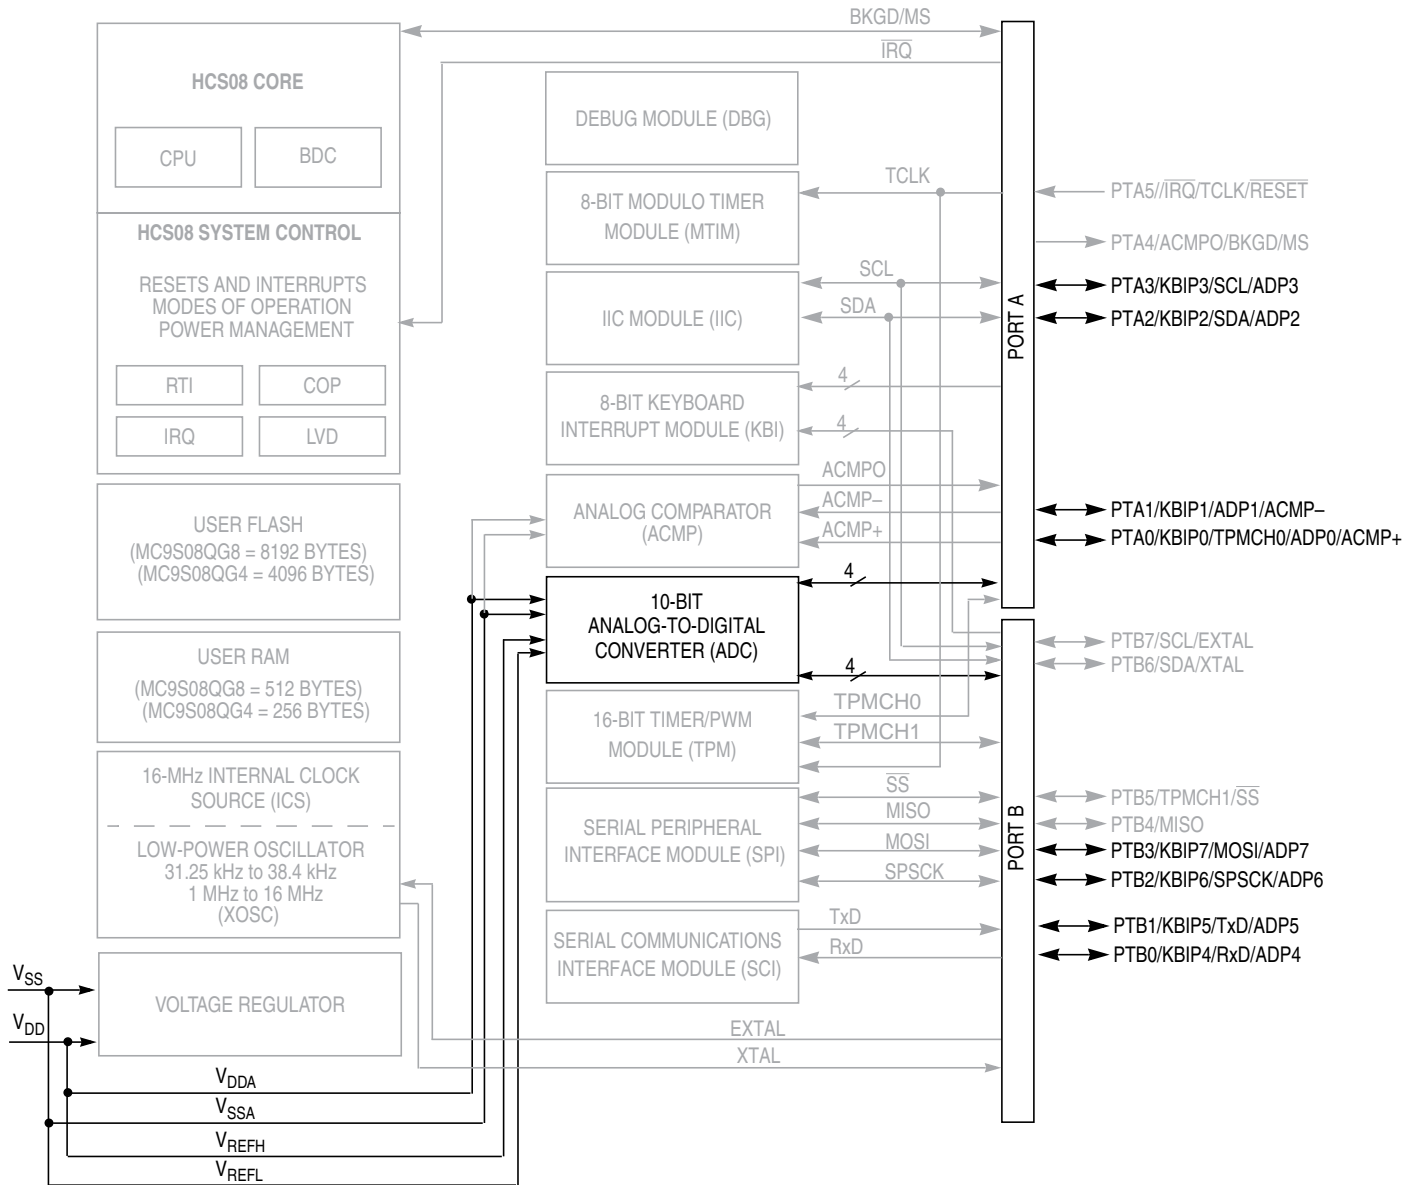 BKGD/MS
IRQ
HCS08 CORE
CPU
BDC
HCS08 SYSTEM CONTROL
RESETS AND INTERRUPTS
MODES OF OPERATION
POWER MANAGEMENT
RTI
COP
IRQ
LVD
USER FLASH
(MC9S08QG8 = 8192 BYTES)
(MC9S08QG4 = 4096 BYTES)
USER RAM
(MC9S08QG8 = 512 BYTES)
(MC9S08QG4 = 256 BYTES)
16-MHz INTERNAL CLOCK
SOURCE (ICS)
LOW-POWER OSCILLATOR
31.25 kHz to 38.4 kHz
1 MHz to 16 MHz
(XOSC)
VOLTAGE REGULATOR
VSS
VDD
VDDA
VSSA
VREFH
VREFL
DEBUG MODULE (DBG)
8-BIT MODULO TIMER
MODULE (MTIM)
TCLK
IIC MODULE (IIC)
SCL
SDA
8-BIT KEYBOARD
INTERRUPT MODULE (KBI)
4
4
ANALOG COMPARATOR
(ACMP)
ACMPO
ACMP–
ACMP+
10-BIT
ANALOG-TO-DIGITAL
CONVERTER (ADC)
4
4
16-BIT TIMER/PWM
MODULE (TPM)
TPMCH0
TPMCH1
SERIAL PERIPHERAL
INTERFACE MODULE (SPI)
SS
MISO
MOSI
SPSCK
SERIAL COMMUNICATIONS
INTERFACE MODULE (SCI)
TxD
RxD
EXTAL
XTAL
PORT A
PORT B
PTA5//IRQ/TCLK/RESET
PTA4/ACMPO/BKGD/MS
PTA3/KBIP3/SCL/ADP3
PTA2/KBIP2/SDA/ADP2
PTA1/KBIP1/ADP1/ACMP–
PTA0/KBIP0/TPMCH0/ADP0/ACMP+
PTB7/SCL/EXTAL
PTB6/SDA/XTAL
PTB5/TPMCH1/SS
PTB4/MISO
PTB3/KBIP7/MOSI/ADP7
PTB2/KBIP6/SPSCK/ADP6
PTB1/KBIP5/TxD/ADP5
PTB0/KBIP4/RxD/ADP4